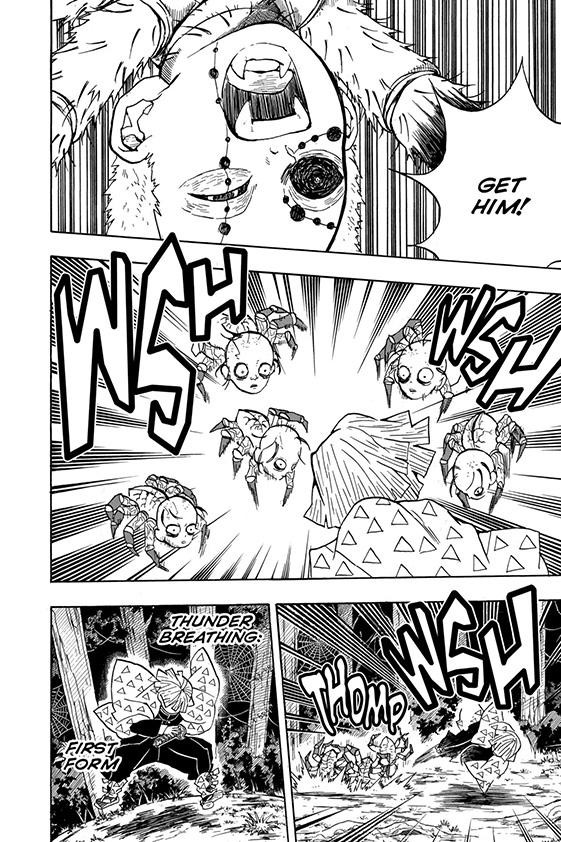 GET
HIM!
WSH
WSH
WSH
THOMP
THUNDER
BREATHING:
FIRST
FORM